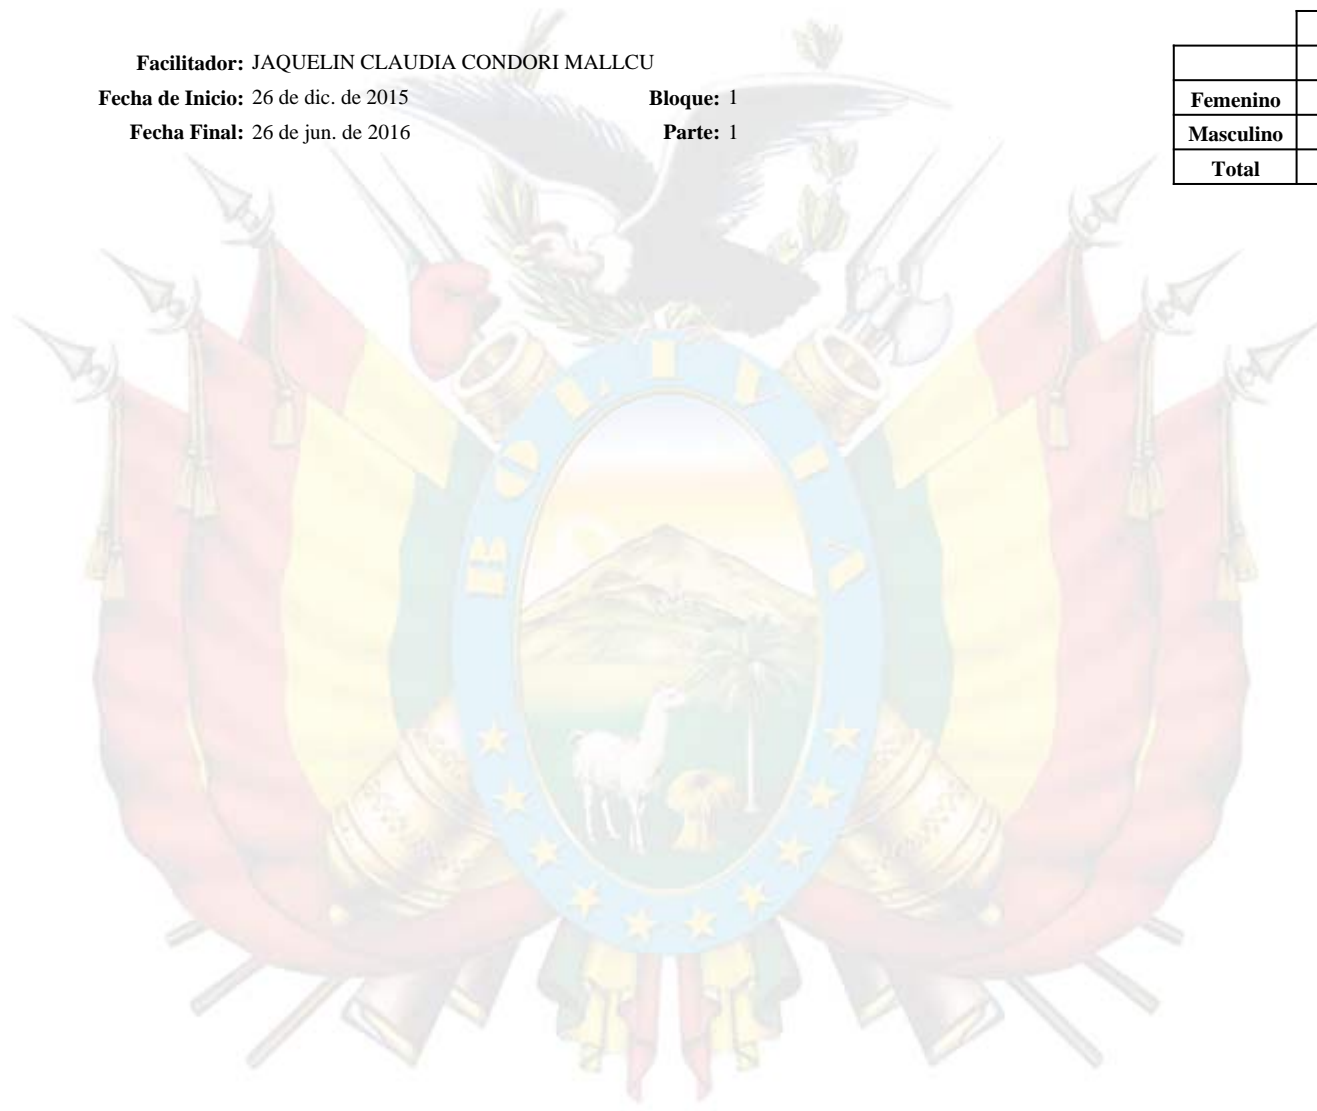 Facilitador: JAQUELIN CLAUDIA CONDORI MALLCU
Fecha de Inicio: 26 de dic. de 2015 Bloque: 1
Fecha Final: 26 de jun. de 2016 Parte: 1
Femenino
Masculino
Total
BOLIVIA